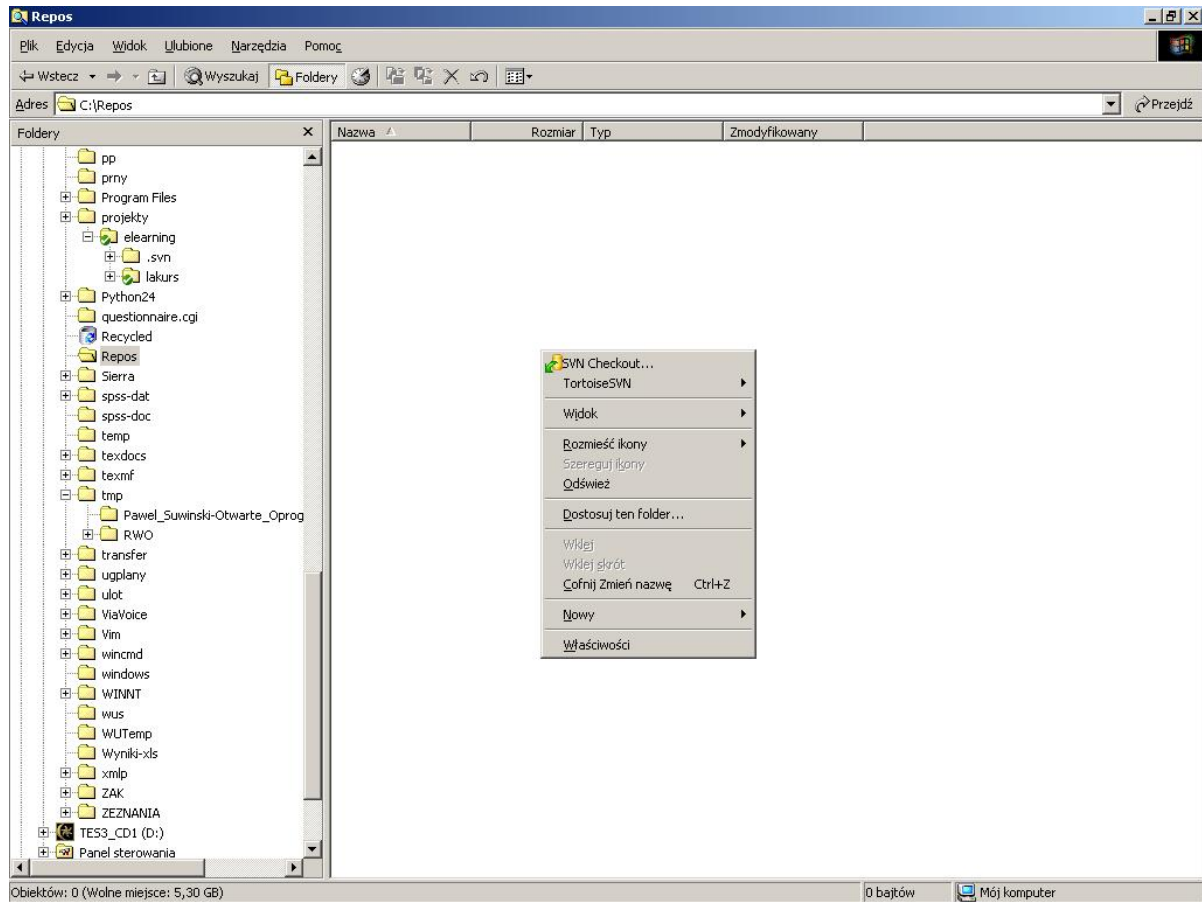 Repos
Plik Edycja Widok Ulubione Narzędzia Pomoc
Wstecz Wyszukaj Foldery
Adres C:\Repos Przejdź
Foldery
Nazwa Rozmiar Typ Zmodyfikowany
pp
prny
Program Files
projekty
elearning
.svn
lakurs
Python24
questionnaire.cgi
Recycled
Repos
Sierra
spss-dat
spss-doc
temp
texdocs
texmf
tmp
Pawel_Suwinski-Otwarte_Oprog
RWO
transfer
ugplany
ulot
ViaVoice
Vim
wincmd
windows
WINNT
wus
WUTemp
Wyniki-xls
xmlp
ZAK
ZEZNANIA
TES3_CD1 (D:)
Panel sterowania
SVN Checkout...
TortoiseSVN
Widok
Rozmieść ikony
Szereguj ikony
Odśwież
Dostosuj ten folder...
Wklej
Wklej skrót
Cofnij Zmień nazwę Ctrl+Z
Nowy
Właściwości
Obiektów: 0 (Wolne miejsce: 5,30 GB) 0 bajtów Mój komputer